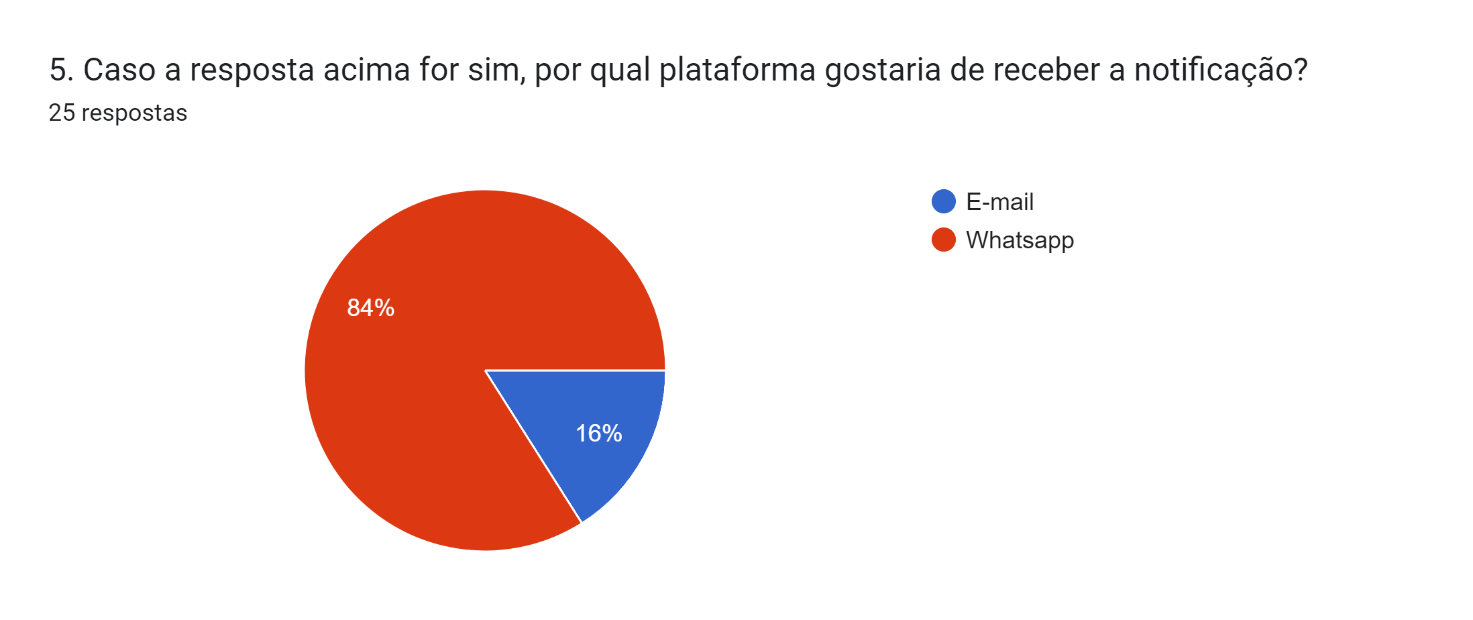 5. Caso a resposta acima for sim, por qual plataforma gostaria de receber a notificação?
25 respostas
E-mail
Whatsapp
84%
16%